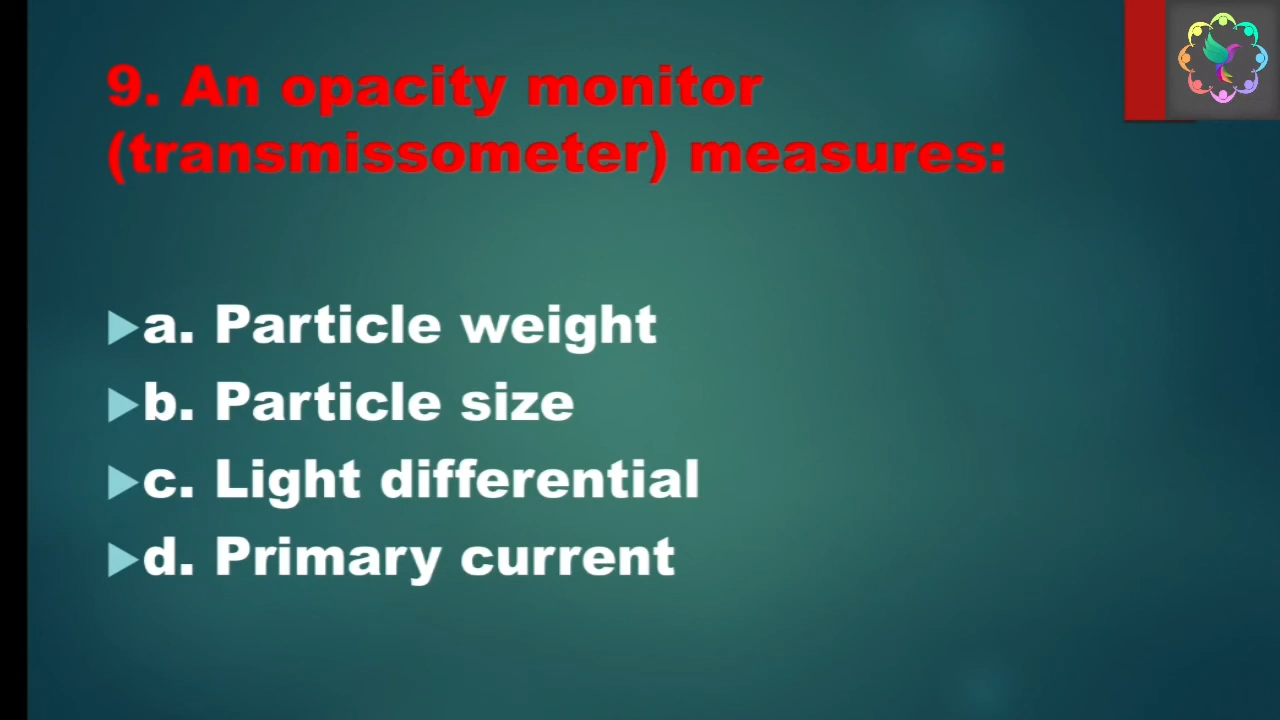 9. An opacity monitor
(transmissometer) measures:
a. Particle weight
b. Particle size
c. Light differential
d. Primary current